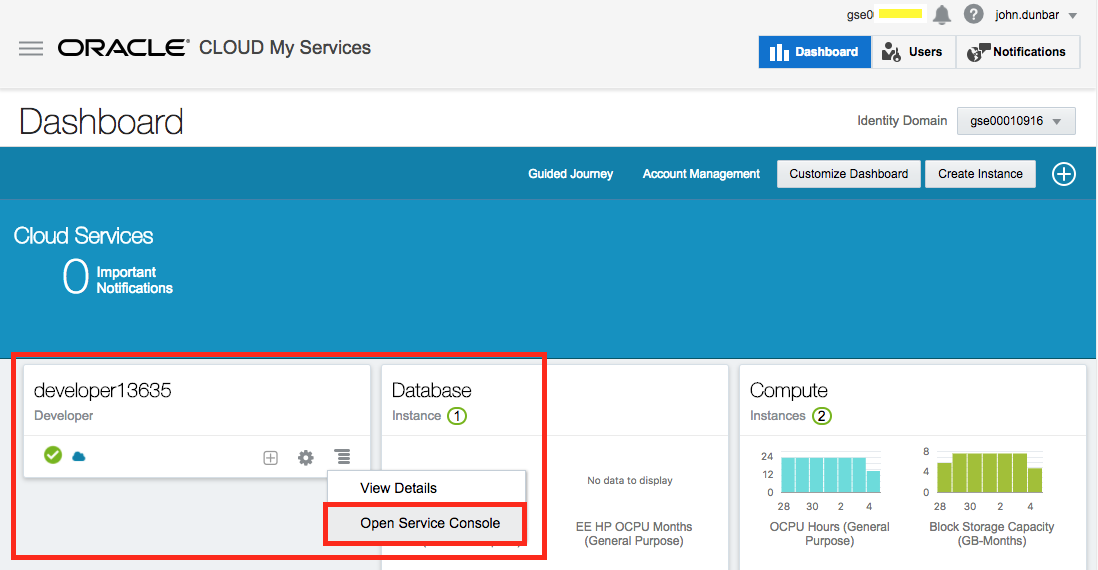 gse0
john.dunbar
ORACLE® CLOUD My Services
Dashboard
Users
Notifications
Dashboard
Identity Domain
gse00010916
Guided Journey
Account Management
Customize Dashboard
Create Instance
Cloud Services
0 Important
Notifications
developer13635
Developer
View Details
Open Service Console
Database
Instance 1
No data to display
EE HP OCPU Months
(General Purpose)
Compute
Instances 2
24
12
0
28 30 2 4
OCPU Hours (General
Purpose)
8
4
0
28 30 2 4
Block Storage Capacity
(GB-Months)